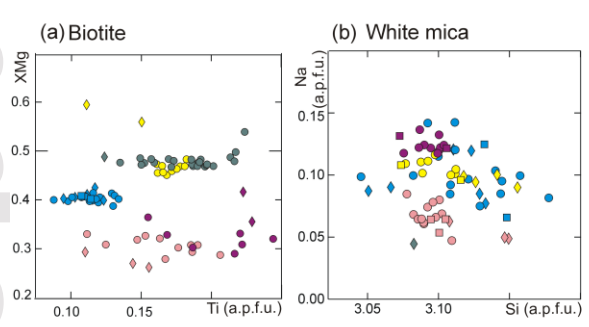 (a) Biotite
XMg
0.6
0.5
0.4
0.3
0.2
0.10 0.15 Ti (a.p.f.u.)
(b) White mica
Na
(a.p.f.u.)
0.15
0.10
0.05
0.00
3.05 3.10 Si (a.p.f.u.)